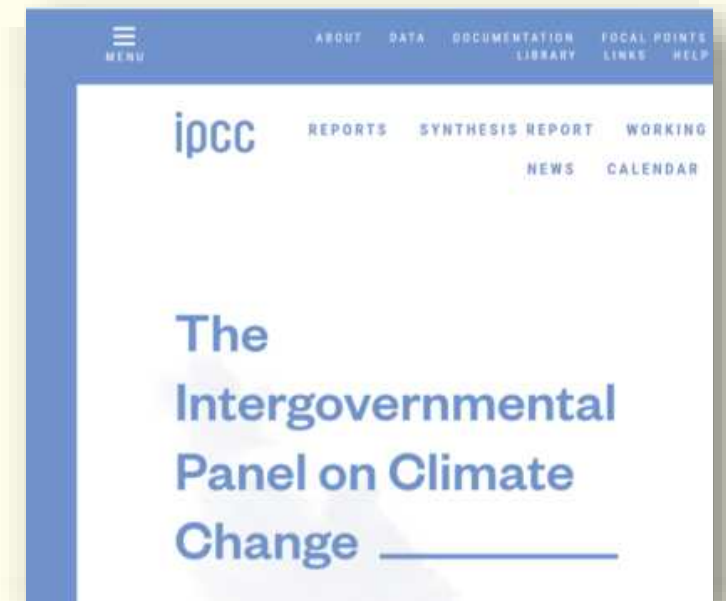 MENU
ABOUT DATA DOCUMENTATION FOCAL POINTS
LIBRARY LINKS HELP
ipcc
REPORTS SYNTHESIS REPORT WORKING
NEWS CALENDAR
The
Intergovernmental
Panel on Climate
Change